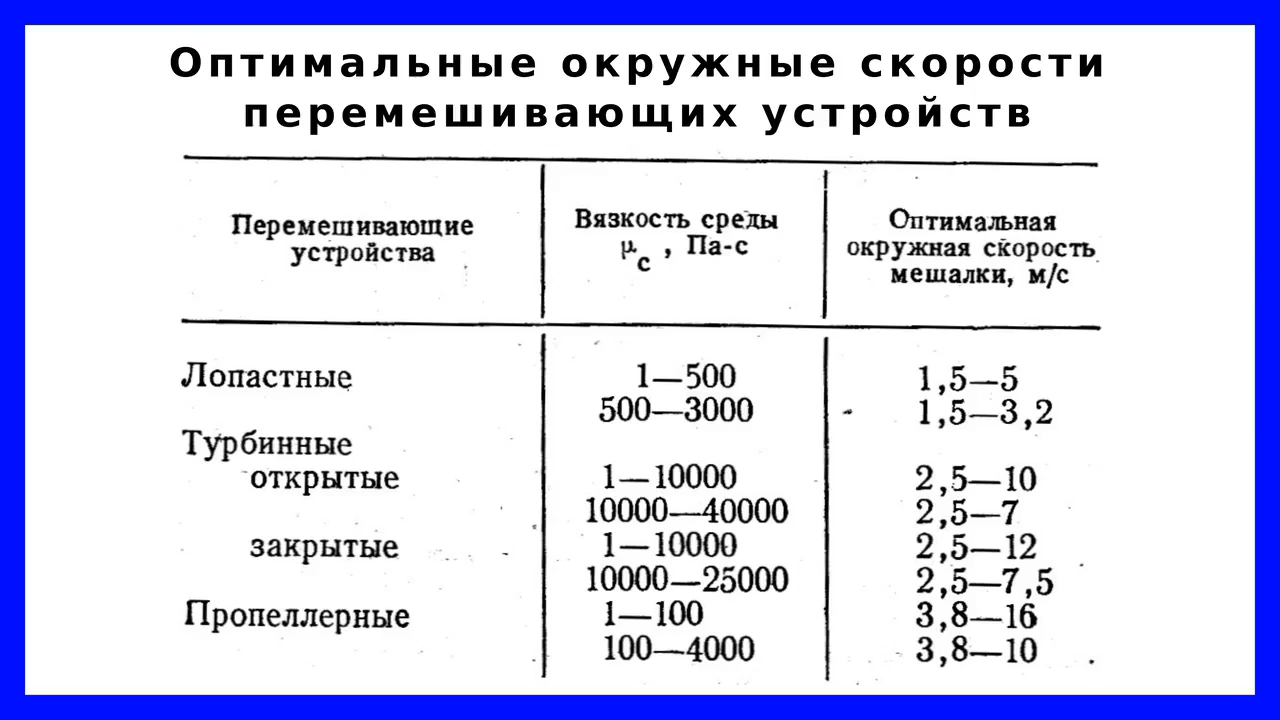 Оптимальные окружные скорости
перемешивающих устройств
Перемешивающие
устройства
Вязкость среды
μс , Па-с
Оптимальная
окружная скорость
мешалки, м/с
Лопастные 1—500 1,5—5
500—3000 1,5—3,2
Турбинные
открытые 1—10000 2,5—10
10000—40000 2,5—7
закрытые 1—10000 2,5—12
10000—25000 2,5—7,5
Пропеллерные 1—100 3,8—16
100—4000 3,8—10